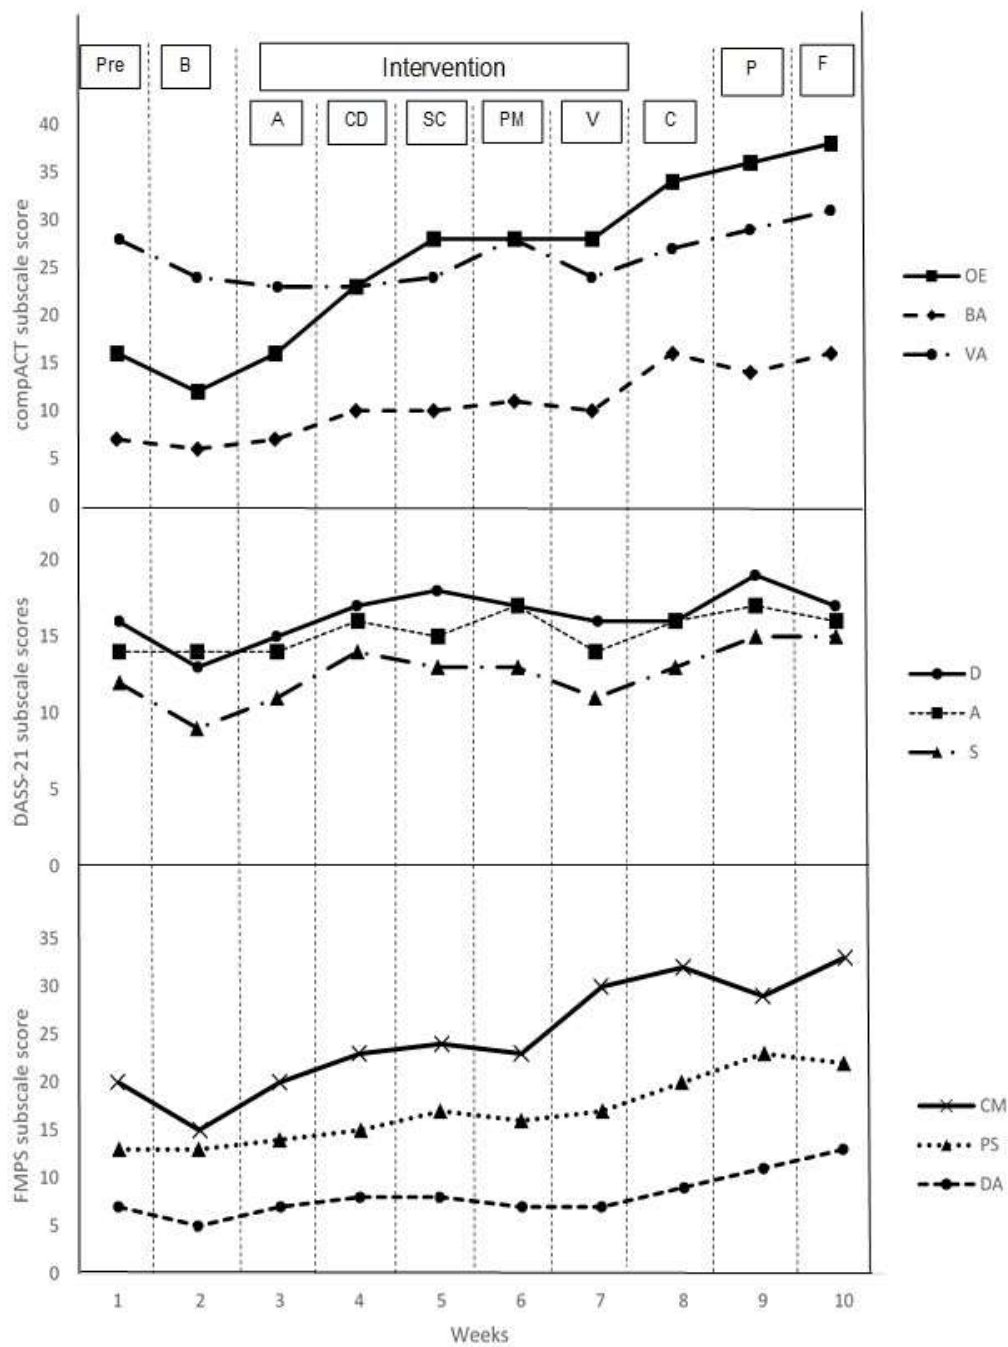 Pre B Intervention P F
A CD SC PM V C
compACT subscale score
40
35
30
25
20
15
10
5
0
OE
BA
VA
DASS-21 subscale scores
20
15
10
5
0
D
A
S
FMPS subscale score
35
30
25
20
15
10
5
0
CM
PS
DA
1 2 3 4 5 6 7 8 9 10
Weeks